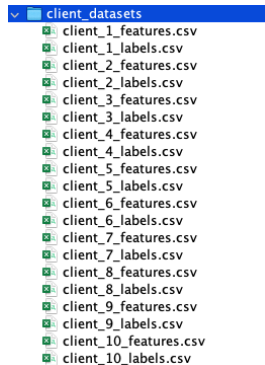 client_datasets
client_1_features.csv
client_1_labels.csv
client_2_features.csv
client_2_labels.csv
client_3_features.csv
client_3_labels.csv
client_4_features.csv
client_4_labels.csv
client_5_features.csv
client_5_labels.csv
client_6_features.csv
client_6_labels.csv
client_7_features.csv
client_7_labels.csv
client_8_features.csv
client_8_labels.csv
client_9_features.csv
client_9_labels.csv
client_10_features.csv
client_10_labels.csv